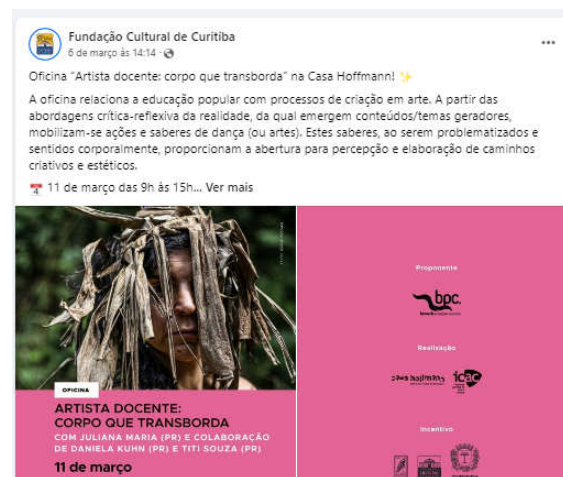 Fundação Cultural de Curitiba
6 de março às 14:14 ·
Oficina "Artista docente: corpo que transborda" na Casa Hoffmann!
A oficina relaciona a educação popular com processos de criação em arte. A partir das
abordagens crítica-reflexiva da realidade, da qual emergem conteúdos/temas geradores,
mobilizam-se ações e saberes de dança (ou artes). Estes saberes, ao serem problematizados e
sentidos corporalmente, proporcionam a abertura para percepção e elaboração de caminhos
criativos e estéticos.
11 de março das 9h às 15h... Ver mais
OFICINA
ARTISTA DOCENTE:
CORPO QUE TRANSBORDA
COM JULIANA MARIA (PR) E COLABORAÇÃO
DE DANIELA KUHN (PR) E TITI SOUZA (PR)
11 de março
Proponente
bpc.
Realização
casa hoffmann
icac
Incentivo